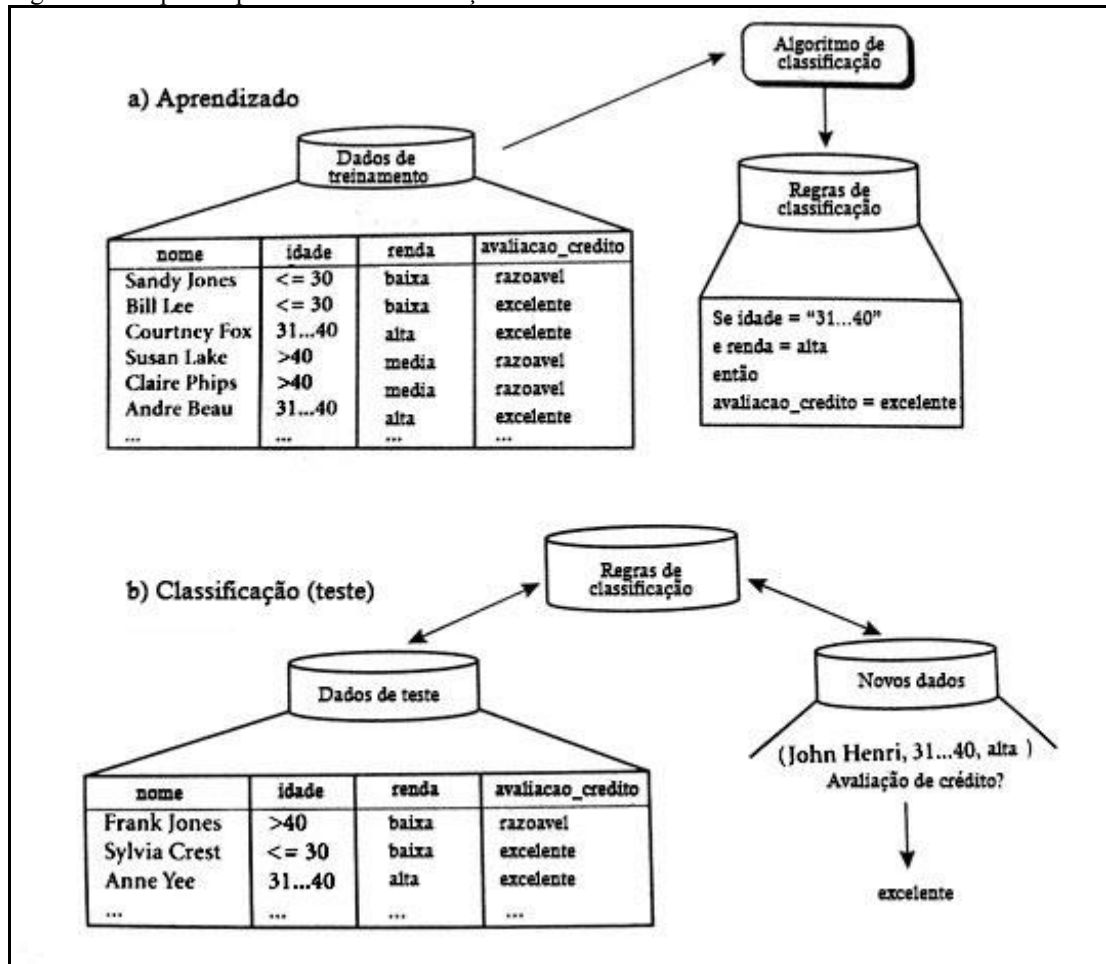 a) Aprendizado
Algoritmo de
classificação
Dados de
treinamento
Regras de
classificação
nome idade renda avaliacao_credito
Sandy Jones <= 30 baixa razoavel
Bill Lee <= 30 baixa excelente
Courtney Fox 31...40 alta excelente
Susan Lake >40 media razoavel
Claire Phips >40 media razoavel
Andre Beau 31...40 alta excelente
... ... ... ...
Se idade = “31...40”
e renda = alta
então
avaliacao_credito = excelente
b) Classificação (teste)
Regras de
classificação
Dados de teste
Novos dados
nome idade renda avaliacao_credito
Frank Jones >40 baixa razoavel
Sylvia Crest <= 30 baixa excelente
Anne Yee 31...40 alta excelente
... ... ... ...
(John Henri, 31...40, alta )
Avaliação de crédito?
excelente